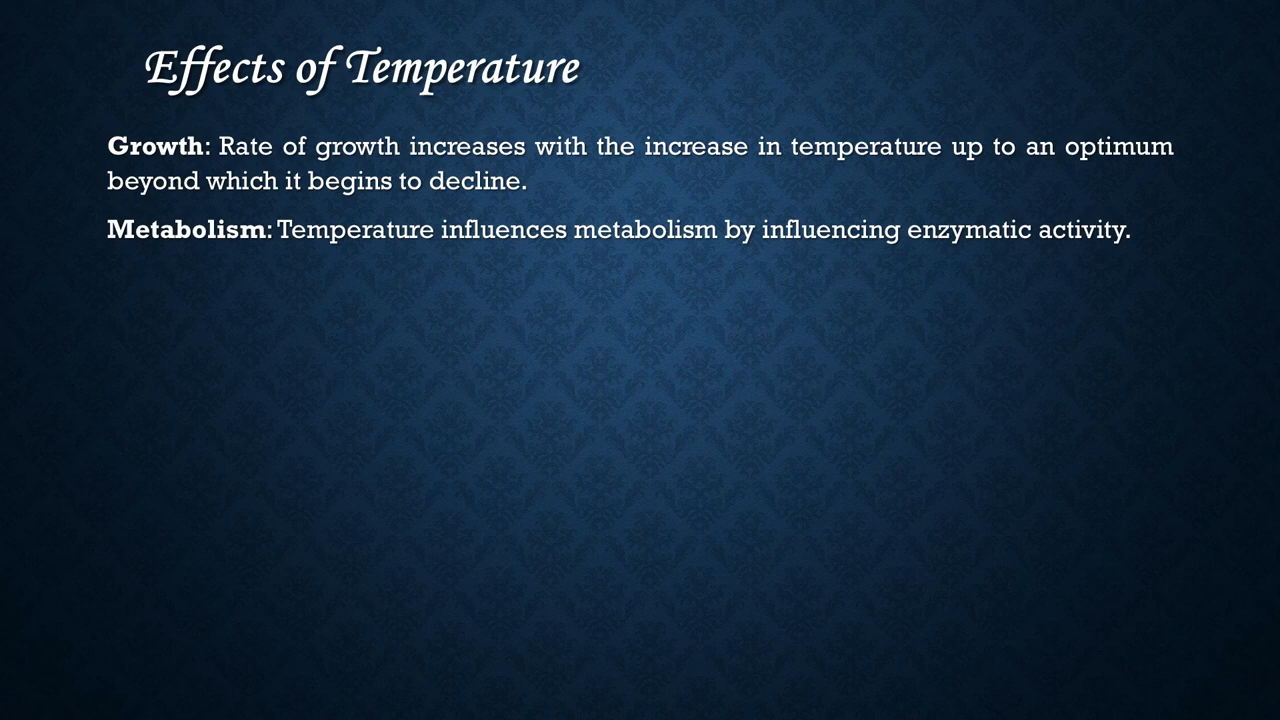 Effects of Temperature
Growth: Rate of growth increases with the increase in temperature up to an optimum
beyond which it begins to decline.
Metabolism: Temperature influences metabolism by influencing enzymatic activity.